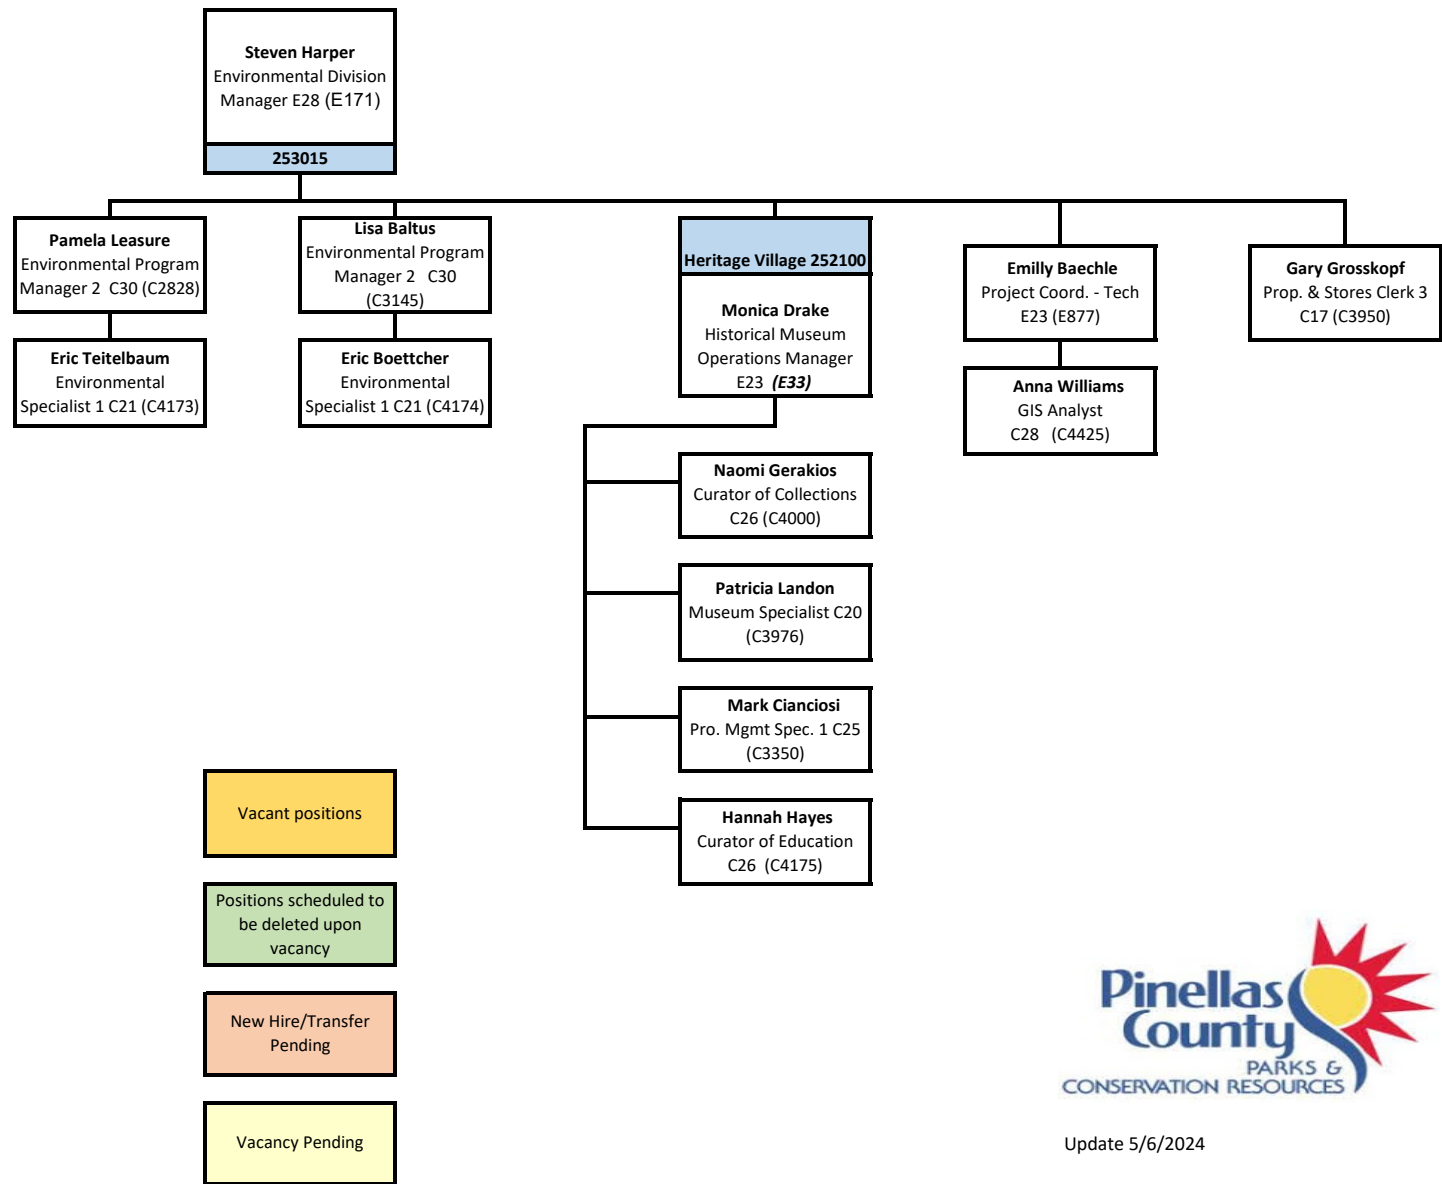 Steven Harper
Environmental Division
Manager E28 (E171)
253015
Pamela Leasure
Environmental Program
Manager 2 C30 (C2828)
Lisa Baltus
Environmental Program
Manager 2 C30
(C3145)
Heritage Village 252100
Monica Drake
Historical Museum
Operations Manager
E23 (E33)
Emilly Baechle
Project Coord. - Tech
E23 (E877)
Gary Grosskopf
Prop. & Stores Clerk 3
C17 (C3950)
Eric Teitelbaum
Environmental
Specialist 1 C21 (C4173)
Eric Boettcher
Environmental
Specialist 1 C21 (C4174)
Anna Williams
GIS Analyst
C28 (C4425)
Naomi Gerakios
Curator of Collections
C26 (C4000)
Patricia Landon
Museum Specialist C20
(C3976)
Mark Cianciosi
Pro. Mgmt Spec. 1 C25
(C3350)
Hannah Hayes
Curator of Education
C26 (C4175)
Vacant positions
Positions scheduled to
be deleted upon
vacancy
New Hire/Transfer
Pending
Vacancy Pending
Pinellas
County
PARKS &
CONSERVATION RESOURCES
Update 5/6/2024